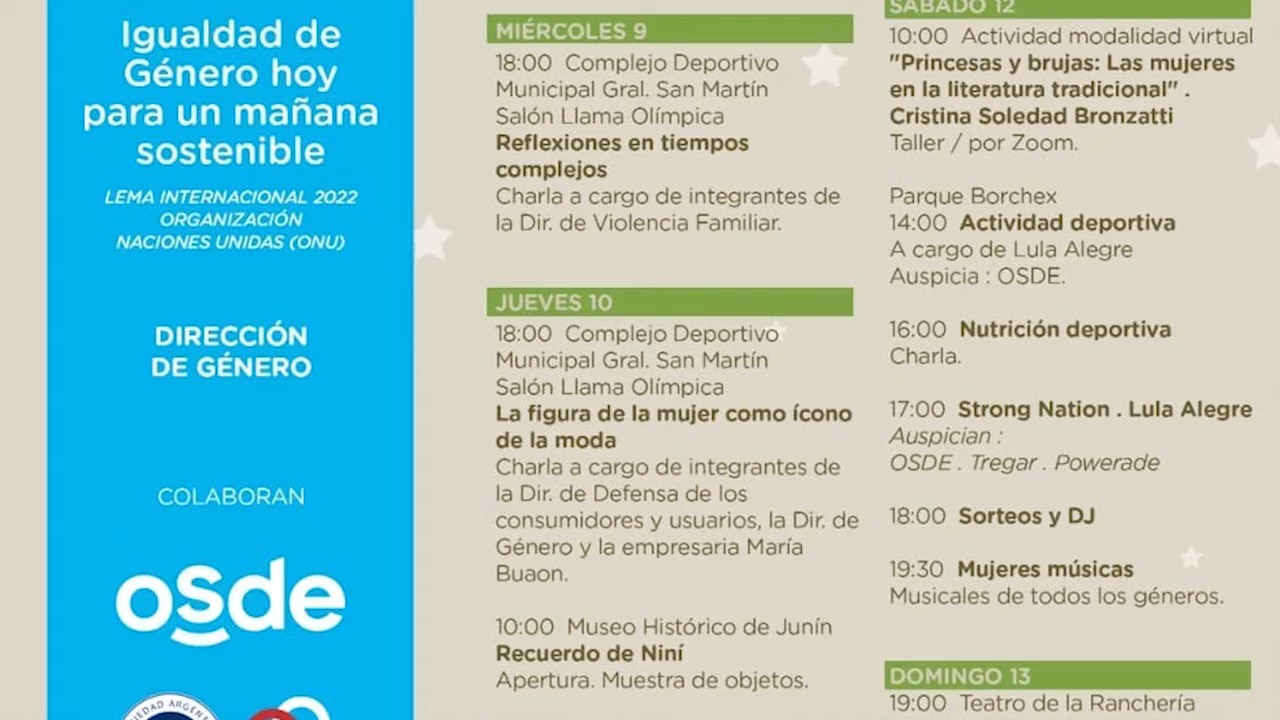 Igualdad de
Género hoy
para un mañana
sostenible
LEMA INTERNACIONAL 2022
ORGANIZACIÓN
NACIONES UNIDAS (ONU)
DIRECCIÓN
DE GÉNERO
COLABORAN
osde
MIÉRCOLES 9
18:00 Complejo Deportivo
Municipal Gral. San Martín
Salón Llama Olímpica
Reflexiones en tiempos
complejos
Charla a cargo de integrantes de
la Dir. de Violencia Familiar.
JUEVES 10
18:00 Complejo Deportivo
Municipal Gral. San Martín
Salón Llama Olímpica
La figura de la mujer como ícono
de la moda
Charla a cargo de integrantes de
la Dir. de Defensa de los
consumidores y usuarios, la Dir. de
Género y la empresaria María
Buaon.
10:00 Museo Histórico de Junín
Recuerdo de Niní
Apertura. Muestra de objetos.
SÁBADO 12
10:00 Actividad modalidad virtual
"Princesas y brujas: Las mujeres
en la literatura tradicional" .
Cristina Soledad Bronzatti
Taller / por Zoom.
Parque Borchex
14:00 Actividad deportiva
A cargo de Lula Alegre
Auspicia : OSDE.
16:00 Nutrición deportiva
Charla.
17:00 Strong Nation . Lula Alegre
Auspician :
OSDE . Tregar . Powerade
18:00 Sorteos y DJ
19:30 Mujeres músicas
Musicales de todos los géneros.
DOMINGO 13
19:00 Teatro de la Ranchería